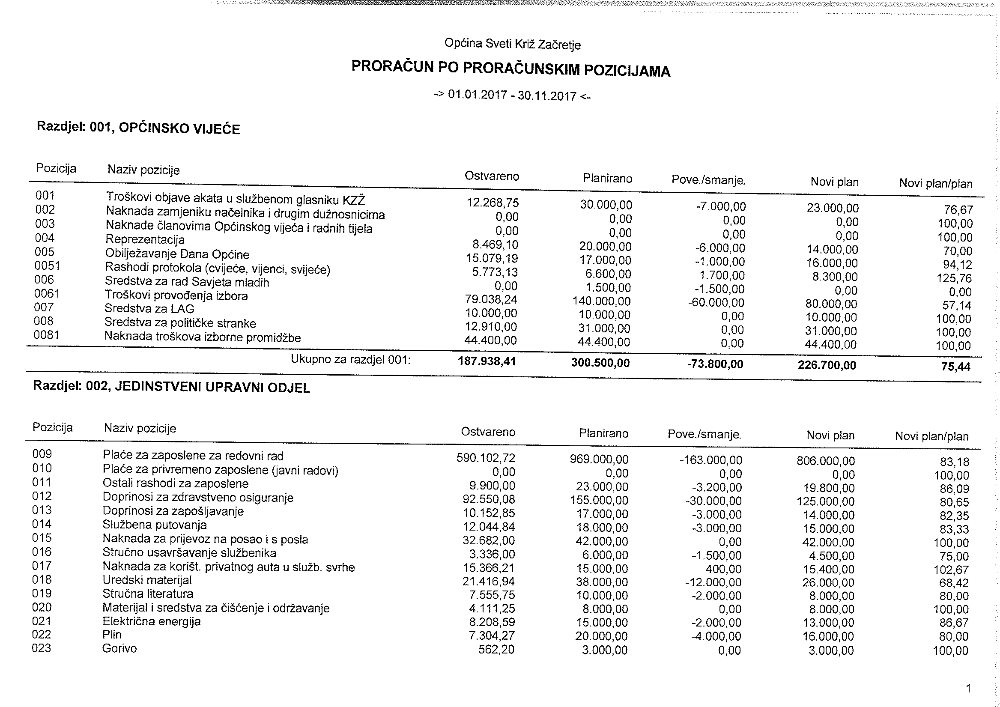 Općina Sveti Križ Začretje
PRORAČUN PO PRORAČUNSKIM POZICIJAMA
-> 01.01.2017 - 30.11.2017 <-
Razdjel: 001, OPĆINSKO VIJEĆE
Pozicija Naziv pozicije Ostvareno Planirano Pove./smanje. Novi plan Novi plan/plan
001 Troškovi objave akata u službenom glasniku KZŽ 12.268,75 30.000,00 -7.000,00 23.000,00 76,67
002 Naknada zamjeniku načelnika i drugim dužnosnicima 0,00 0,00 0,00 0,00 100,00
003 Naknade članovima Općinskog vijeća i radnih tijela 0,00 0,00 0,00 0,00 100,00
004 Reprezentacija 8.469,10 20.000,00 -6.000,00 14.000,00 70,00
005 Obilježavanje Dana Općine 15.079,19 17.000,00 -1.000,00 16.000,00 94,12
0051 Rashodi protokola (cvijeće, vijenci, svijeće) 5.773,13 6.600,00 1.700,00 8.300,00 125,76
006 Sredstva za rad Savjeta mladih 0,00 1.500,00 -1.500,00 0,00 0,00
0061 Troškovi provođenja izbora 79.038,24 140.000,00 -60.000,00 80.000,00 57,14
007 Sredstva za LAG 10.000,00 10.000,00 0,00 10.000,00 100,00
008 Sredstva za političke stranke 12.910,00 31.000,00 0,00 31.000,00 100,00
0081 Naknada troškova izborne promidžbe 44.400,00 44.400,00 0,00 44.400,00 100,00
Ukupno za razdjel 001: 187.938,41 300.500,00 -73.800,00 226.700,00 75,44
Razdjel: 002, JEDINSTVENI UPRAVNI ODJEL
Pozicija Naziv pozicije Ostvareno Planirano Pove./smanje. Novi plan Novi plan/plan
009 Plaće za zaposlene za redovni rad 590.102,72 969.000,00 -163.000,00 806.000,00 83,18
010 Plaće za privremeno zaposlene (javni radovi) 0,00 0,00 0,00 0,00 100,00
011 Ostali rashodi za zaposlene 9.900,00 23.000,00 -3.200,00 19.800,00 86,09
012 Doprinosi za zdravstveno osiguranje 92.550,08 155.000,00 -30.000,00 125.000,00 80,65
013 Doprinosi za zapošljavanje 10.152,85 17.000,00 -3.000,00 14.000,00 82,35
014 Službena putovanja 12.044,84 18.000,00 -3.000,00 15.000,00 83,33
015 Naknada za prijevoz na posao i s posla 32.682,00 42.000,00 0,00 42.000,00 100,00
016 Stručno usavršavanje službenika 3.336,00 6.000,00 -1.500,00 4.500,00 75,00
017 Naknada za korišt. privatnog auta u služb. svrhe 15.366,21 15.000,00 400,00 15.400,00 102,67
018 Uredski materijal 21.416,94 38.000,00 -12.000,00 26.000,00 68,42
019 Stručna literatura 7.555,75 10.000,00 -2.000,00 8.000,00 80,00
020 Materijal i sredstva za čišćenje i održavanje 4.111,25 8.000,00 0,00 8.000,00 100,00
021 Električna energija 8.208,59 15.000,00 -2.000,00 13.000,00 86,67
022 Plin 7.304,27 20.000,00 -4.000,00 16.000,00 80,00
023 Gorivo 562,20 3.000,00 0,00 3.000,00 100,00
1